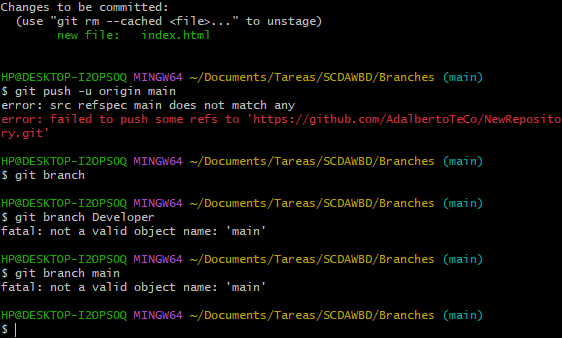 Changes to be committed:
  (use "git rm --cached <file>..." to unstage)
        new file:   index.html

HP@DESKTOP-I2OPSOQ MINGW64 ~/Documents/Tareas/SCDAWBD/Branches (main)
$ git push -u origin main
error: src refspec main does not match any
error: failed to push some refs to 'https://github.com/AdalbertoTeCo/NewReposito
ry.git'

HP@DESKTOP-I2OPSOQ MINGW64 ~/Documents/Tareas/SCDAWBD/Branches (main)
$ git branch

HP@DESKTOP-I2OPSOQ MINGW64 ~/Documents/Tareas/SCDAWBD/Branches (main)
$ git branch Developer
fatal: not a valid object name: 'main'

HP@DESKTOP-I2OPSOQ MINGW64 ~/Documents/Tareas/SCDAWBD/Branches (main)
$ git branch main
fatal: not a valid object name: 'main'

HP@DESKTOP-I2OPSOQ MINGW64 ~/Documents/Tareas/SCDAWBD/Branches (main)
$